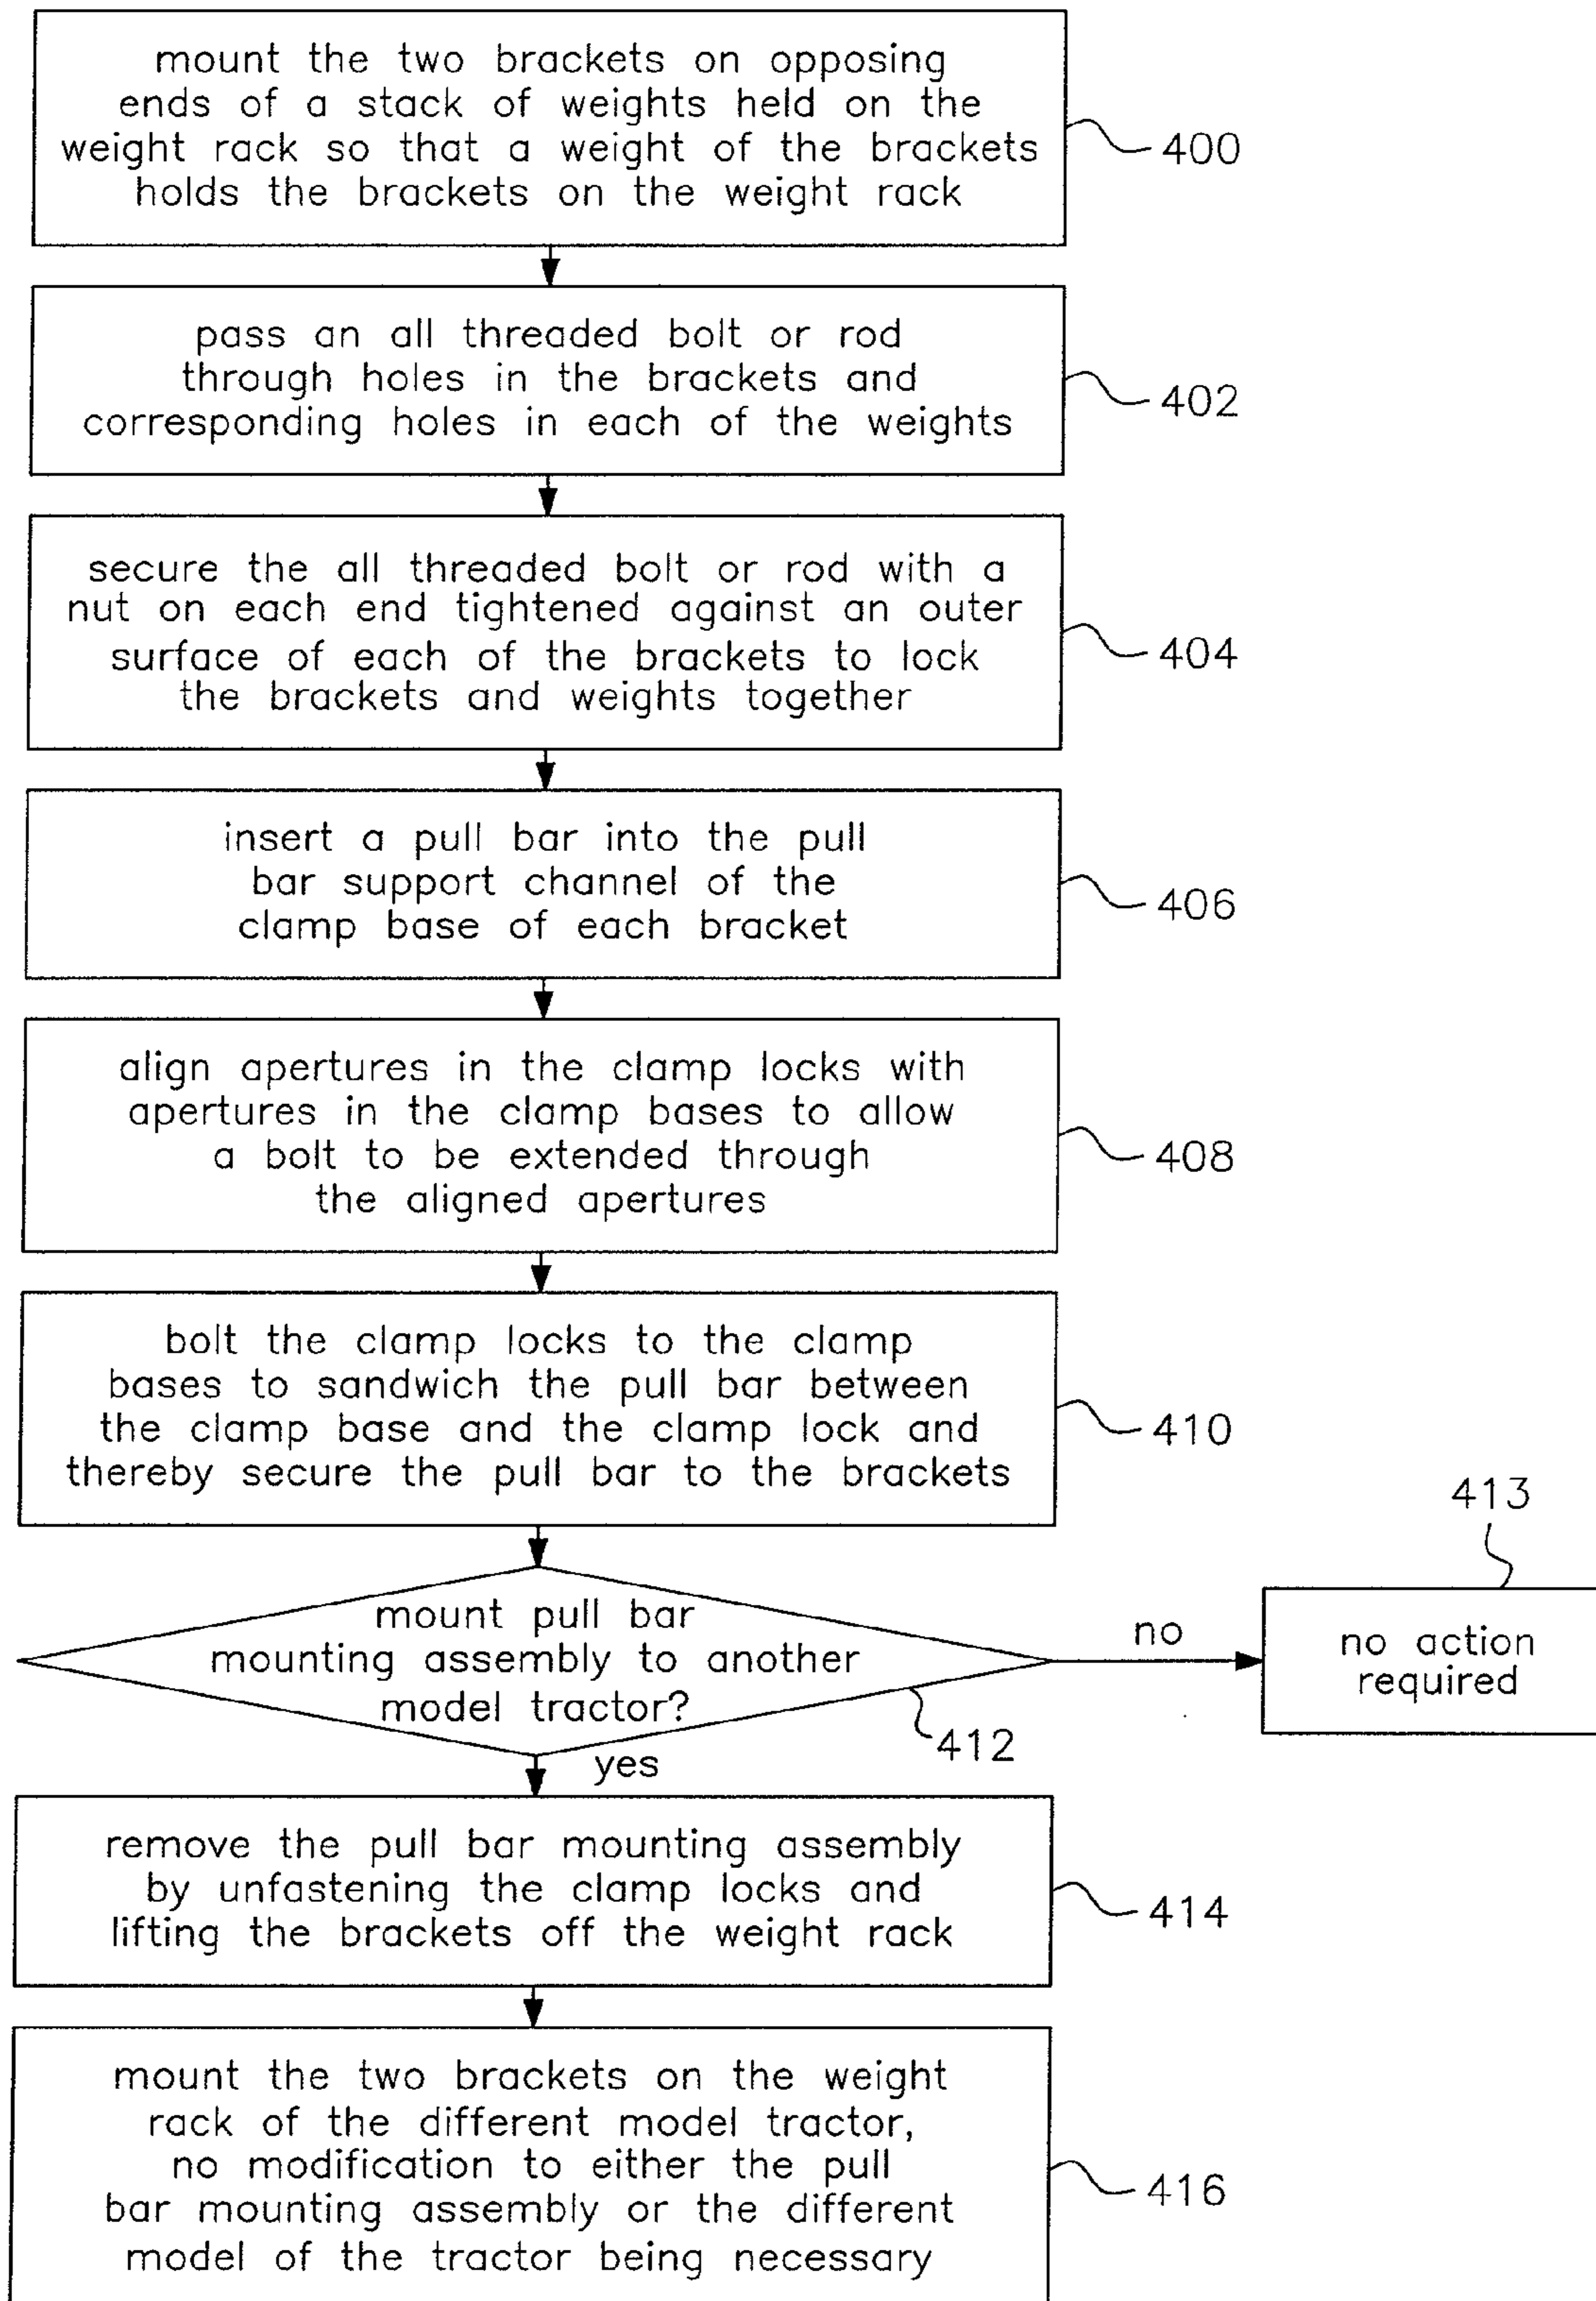 mount the two brackets on opposing
ends of a stack of weights held on the
weight rack so that a weight of the brackets
holds the brackets on the weight rack
400
pass an all threaded bolt or rod
through holes in the brackets and
corresponding holes in each of the weights
402
secure the all threaded bolt or rod with a
nut on each end tightened against an outer
surface of each of the brackets to lock
the brackets and weights together
404
insert a pull bar into the pull
bar support channel of the
clamp base of each bracket
406
align apertures in the clamp locks with
apertures in the clamp bases to allow
a bolt to be extended through
the aligned apertures
408
bolt the clamp locks to the clamp
bases to sandwich the pull bar between
the clamp base and the clamp lock and
thereby secure the pull bar to the brackets
410
mount pull bar
mounting assembly to another
model tractor?
412
no
413
no action
required
yes
remove the pull bar mounting assembly
by unfastening the clamp locks and
lifting the brackets off the weight rack
414
mount the two brackets on the weight
rack of the different model tractor,
no modification to either the pull
bar mounting assembly or the different
model of the tractor being necessary
416